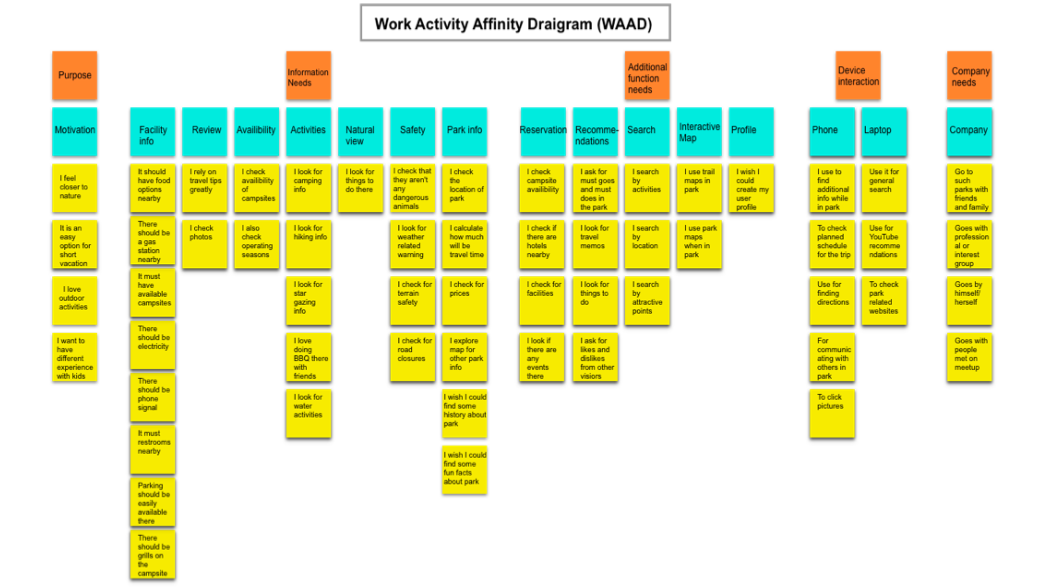 Work Activity Affinity Draigram (WAAD)
Purpose
Information
Needs
Additional
function
needs
Device
interaction
Company
needs
Motivation
Facility
info
Review
Availibility
Activities
Natural
view
Safety
Park info
Reservation
Recomme-
ndations
Search
Interactive
Map
Profile
Phone
Laptop
Company
I feel
closer to
nature
It is an
easy
option for
short
vacation
I love
outdoor
activities
I want to
have
different
experience
with kids
It should
have food
options
nearby
There
should be
a gas
station
nearby
It must
have
available
campsites
There
should be
electricity
There
should be
phone
signal
It must
restrooms
nearby
Parking
should be
easily
available
there
There
should be
grills on
the
campsite
I rely on
travel tips
greatly
I check
photos
I check
availibility
of
campsites
I also
check
operating
seasons
I look for
camping
info
I look for
hiking info
I look for
star
gazing
info
I love
doing
BBQ there
with
friends
I look for
water
activities
I look for
things to
do there
I check that
they aren't
any
dangerous
animals
I look for
weather
related
warning
I check for
terrain
safety
I check for
road
closures
I check
the
location of
park
I calculate
how much
will be
travel time
I check for
prices
I explore
map for
other park
info
I wish I could
find some
history about
park
I wish I could
find some
fun facts
about park
I check
campsite
availibility
I check if
there are
hotels
nearby
I check for
facilities
I look if
there are
any
events
there
I ask for
must goes
and must
does in
the park
I look for
travel
memos
I look for
things to
do
I ask for
likes and
dislikes
from other
visiors
I search
by
activities
I search
by
location
I search by
attractive
points
I use trail
maps in
park
I use park
maps
when in
park
I wish I
could
create my
user
profile
I use to
find
additional
info while
in park
To check
planned
schedule
for the trip
Use for
finding
directions
For
communic
ating with
others in
park
To click
pictures
Use it for
general
search
Use for
YouTube
recomme
ndations
To check
park
related
websites
Go to
such
parks with
friends
and family
Goes with
profession
al or
interest
group
Goes by
himself/
herself
Goes with
people
met on
meetup